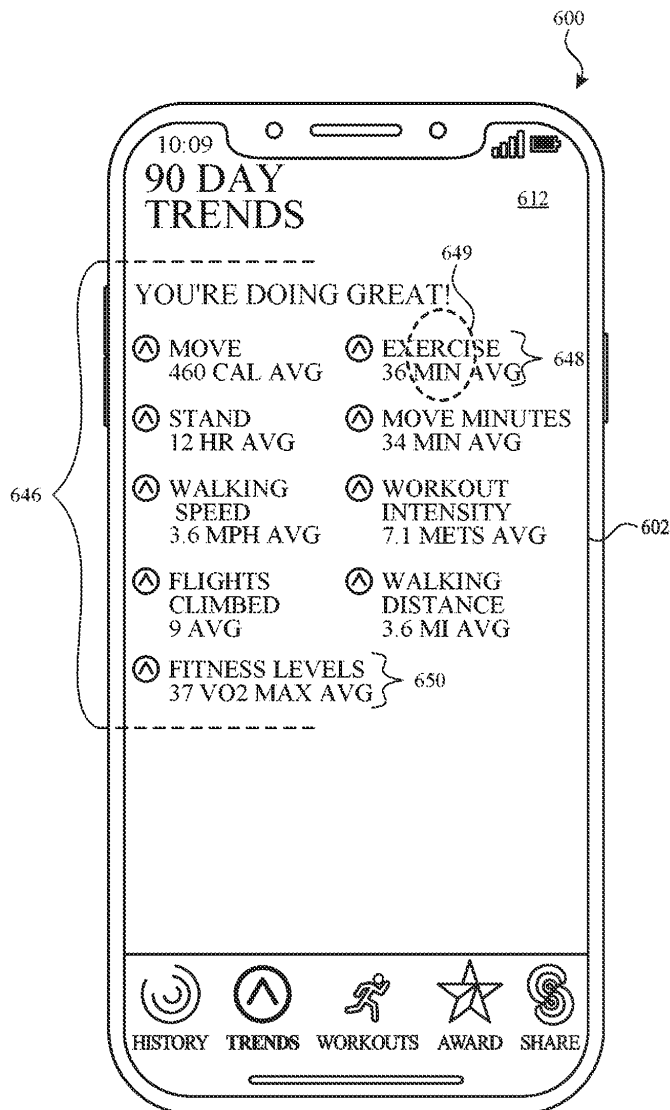 600
10:09
90 DAY
TRENDS
612
649
YOU'RE DOING GREAT!
MOVE
460 CAL AVG
EXERCISE
36 MIN AVG
648
STAND
12 HR AVG
MOVE MINUTES
34 MIN AVG
646
WALKING
SPEED
3.6 MPH AVG
WORKOUT
INTENSITY
7.1 METS AVG
602
FLIGHTS
CLIMBED
9 AVG
WALKING
DISTANCE
3.6 MI AVG
FITNESS LEVELS
37 VO2 MAX AVG
650
HISTORY TRENDS WORKOUTS AWARD SHARE